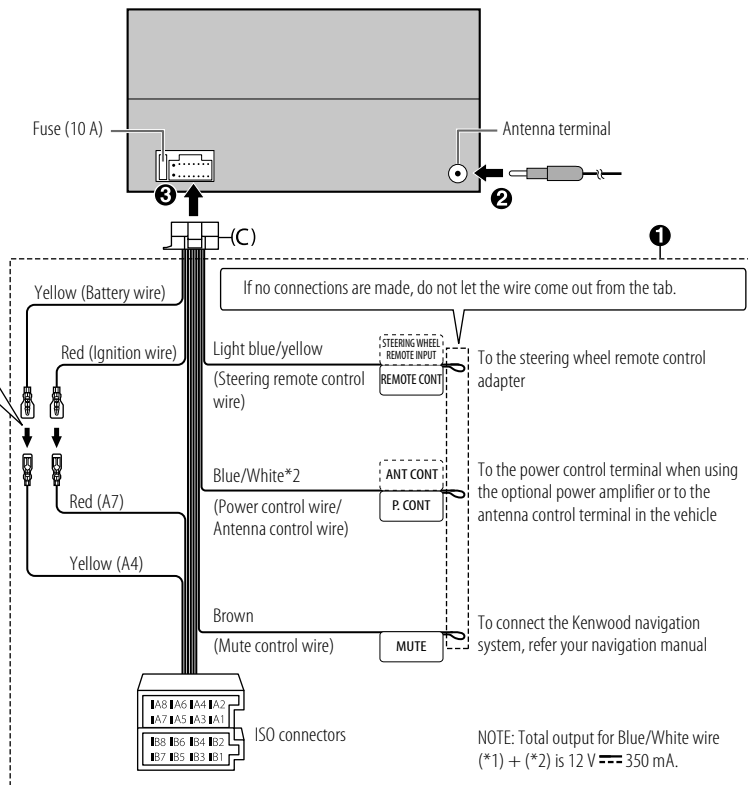 Fuse (10 A)
Antenna terminal
❸
❷
(C)
❶
Yellow (Battery wire)
If no connections are made, do not let the wire come out from the tab.
Red (Ignition wire)
Light blue/yellow
(Steering remote control
wire)
STEERING WHEEL
REMOTE INPUT
REMOTE CONT
To the steering wheel remote control
adapter
Blue/White*2
(Power control wire/
Antenna control wire)
ANT CONT
P. CONT
To the power control terminal when using
the optional power amplifier or to the
antenna control terminal in the vehicle
Red (A7)
Yellow (A4)
Brown
(Mute control wire)
MUTE
To connect the Kenwood navigation
system, refer your navigation manual
A8 A6 A4 A2
A7 A5 A3 A1
B8 B6 B4 B2
B7 B5 B3 B1
ISO connectors
NOTE: Total output for Blue/White wire
(*1) + (*2) is 12 V ⎓ 350 mA.